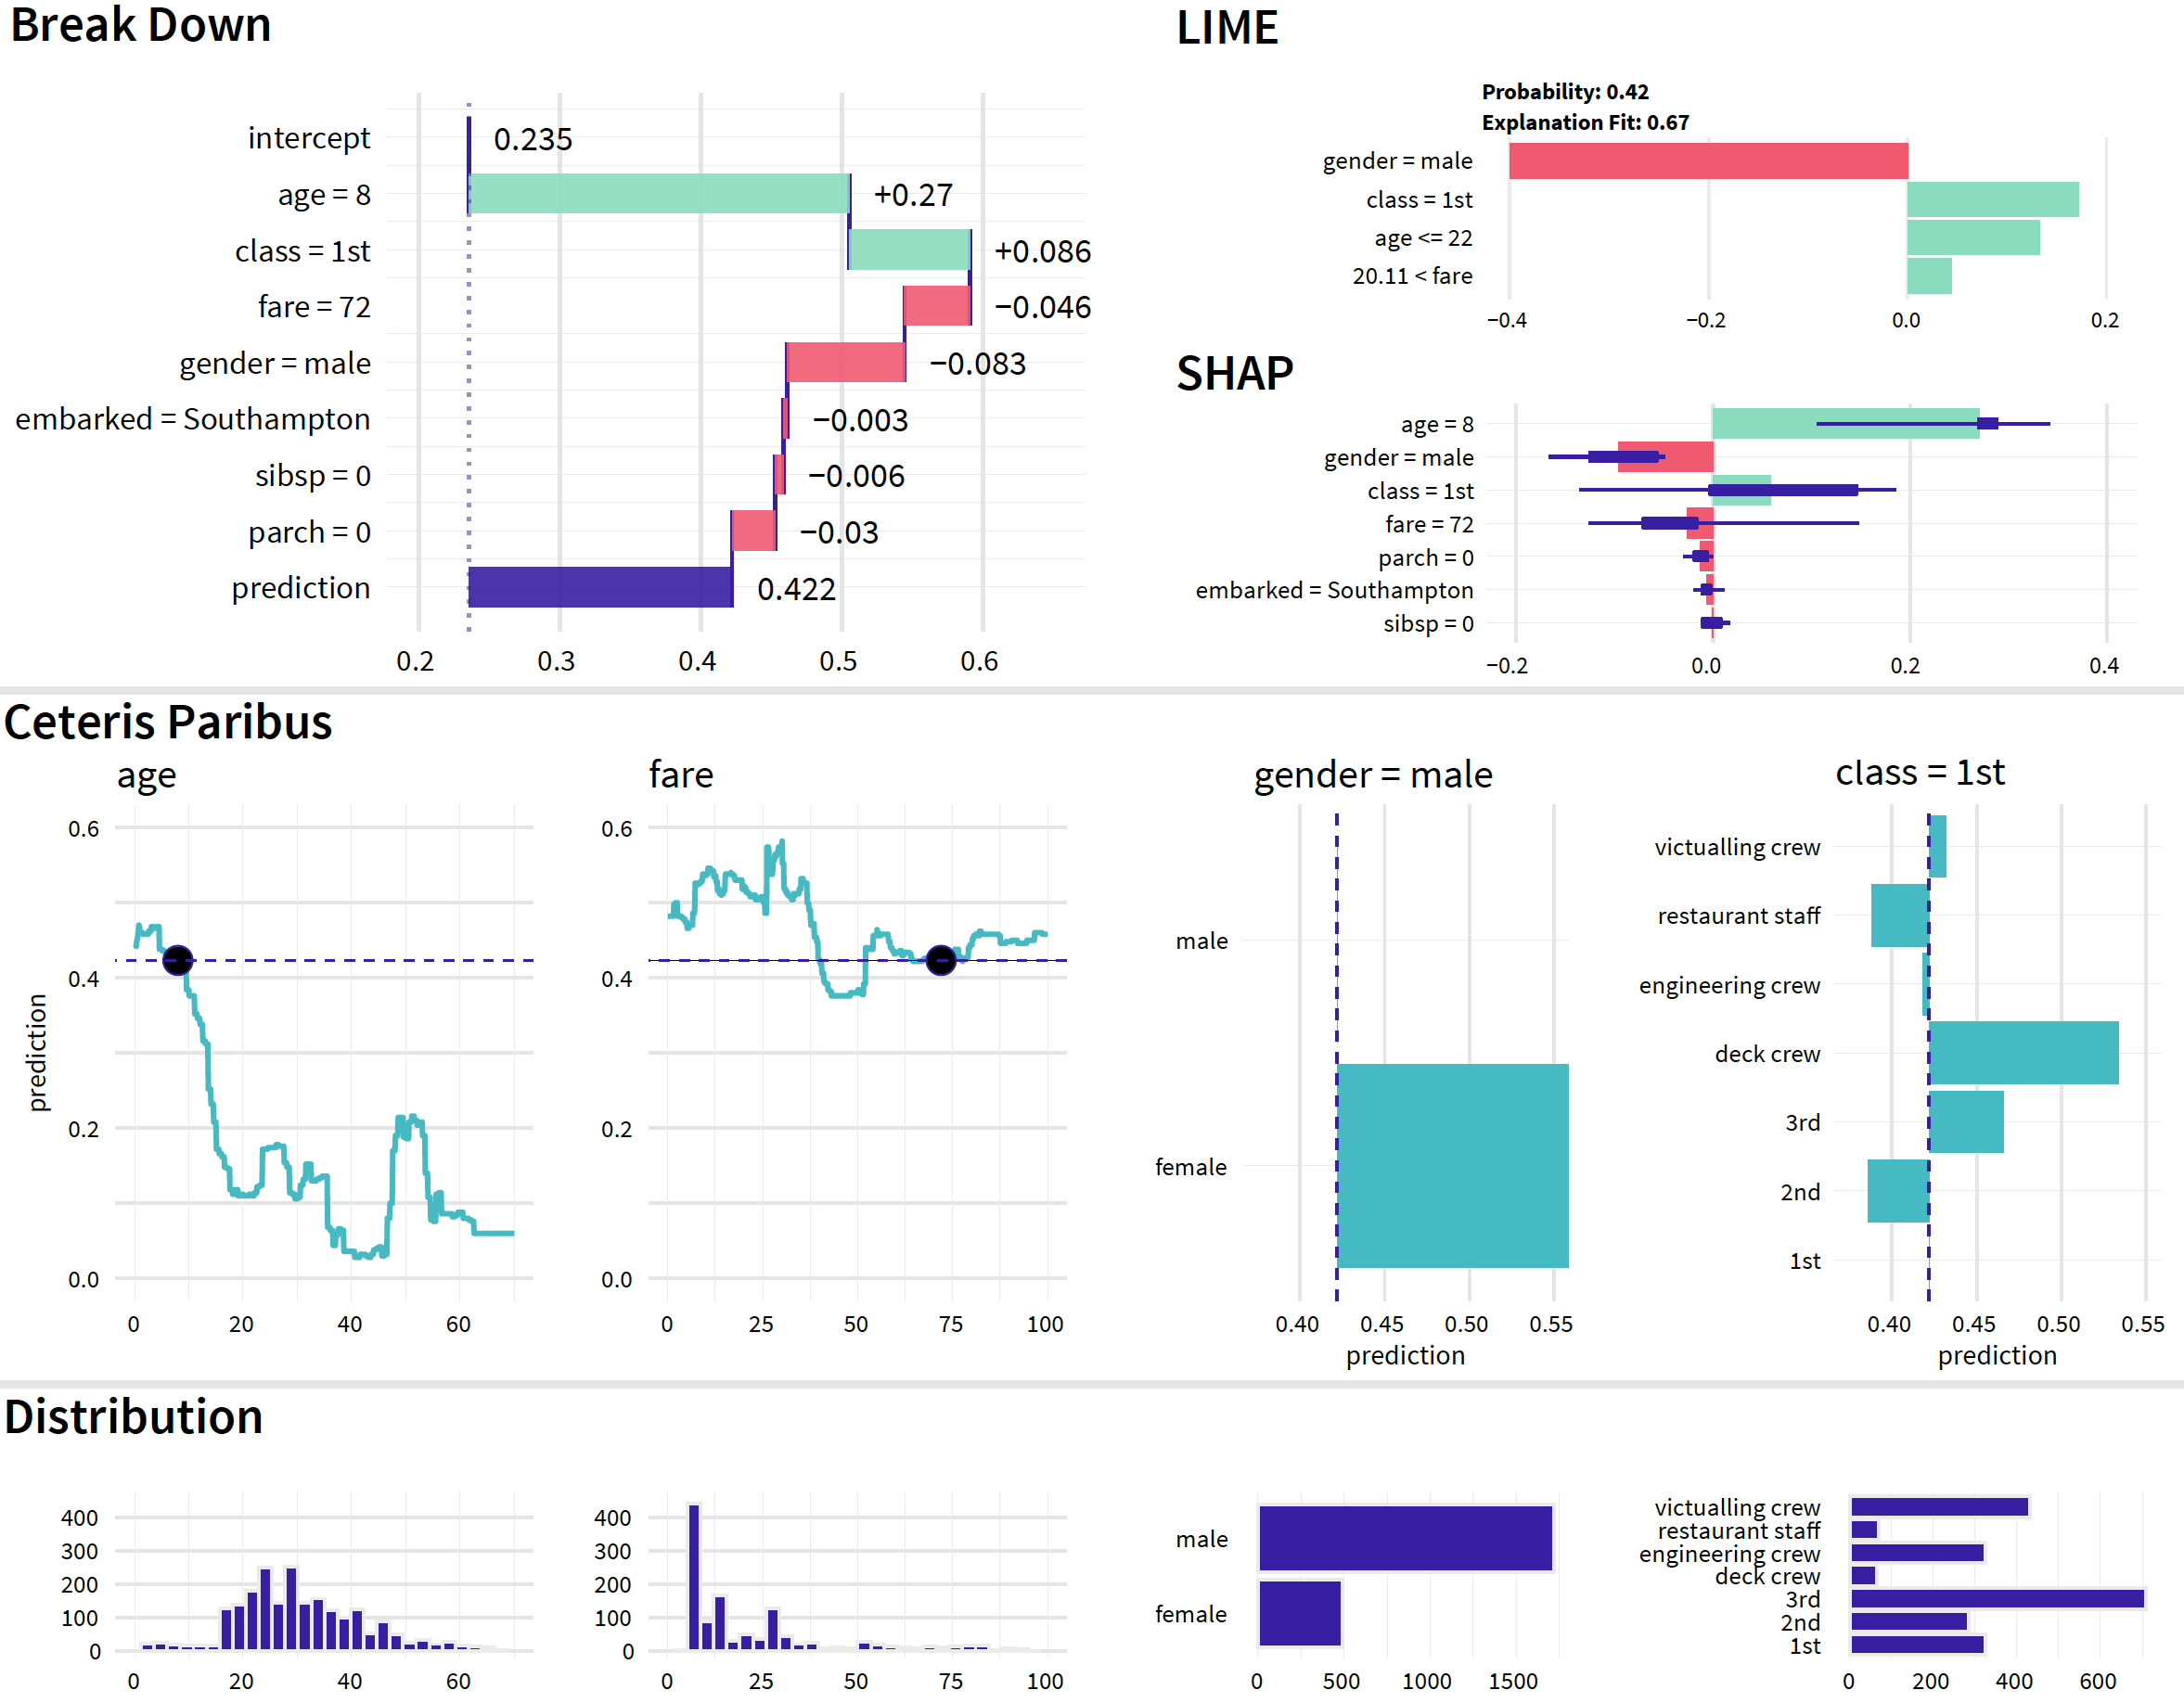 Break Down
intercept
0.235
age = 8
+0.27
class = 1st
+0.086
fare = 72
−0.046
gender = male
−0.083
embarked = Southampton
−0.003
sibsp = 0
−0.006
parch = 0
−0.03
prediction
0.422
0.2 0.3 0.4 0.5 0.6
LIME
Probability: 0.42
Explanation Fit: 0.67
gender = male
class = 1st
age <= 22
20.11 < fare
−0.4 −0.2 0.0 0.2
SHAP
age = 8
gender = male
class = 1st
fare = 72
parch = 0
embarked = Southampton
sibsp = 0
−0.2 0.0 0.2 0.4
Ceteris Paribus
age
prediction
0.6
0.4
0.2
0.0
0 20 40 60
fare
0.6
0.4
0.2
0.0
0 25 50 75 100
gender = male
male
female
0.40 0.45 0.50 0.55
prediction
class = 1st
victualling crew
restaurant staff
engineering crew
deck crew
3rd
2nd
1st
0.40 0.45 0.50 0.55
prediction
Distribution
400
300
200
100
0
0 20 40 60
400
300
200
100
0
0 25 50 75 100
male
female
0 500 1000 1500
victualling crew
restaurant staff
engineering crew
deck crew
3rd
2nd
1st
0 200 400 600